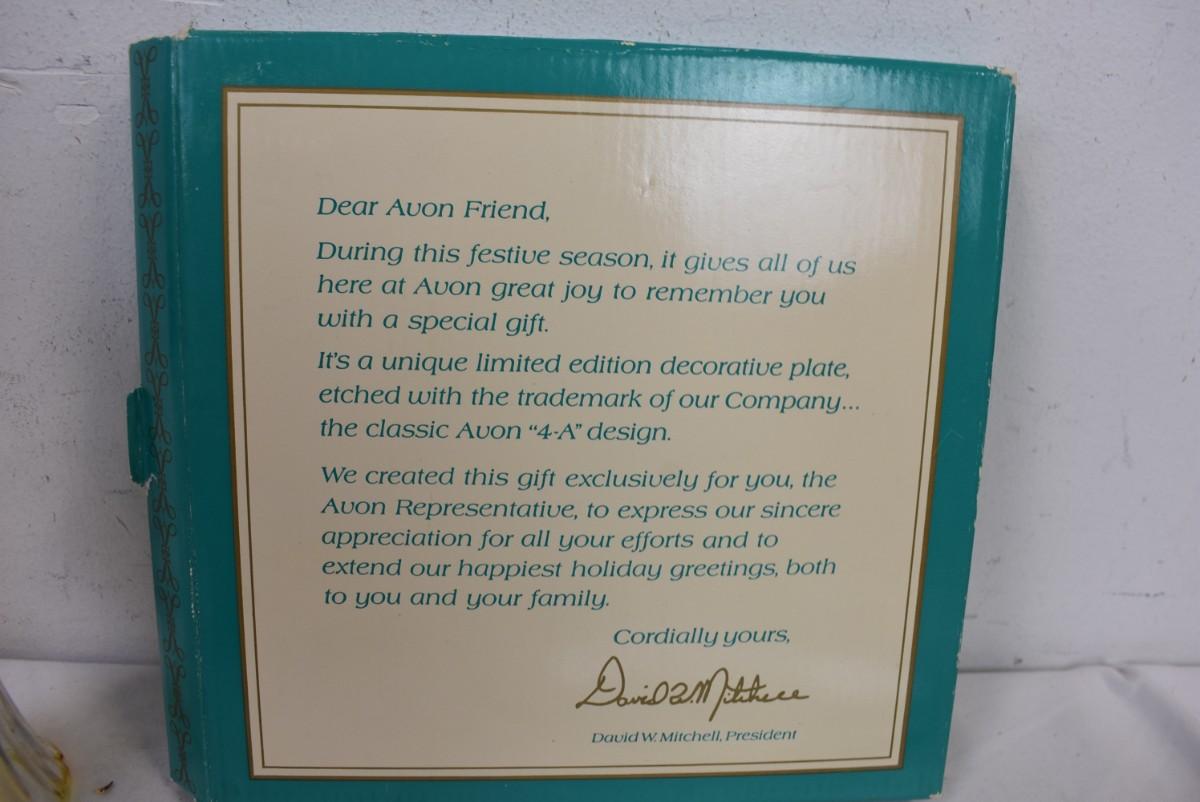 Dear Avon Friend,
During this festive season, it gives all of us
here at Avon great joy to remember you
with a special gift.
It's a unique limited edition decorative plate,
etched with the trademark of our Company...
the classic Avon “4-A” design.
We created this gift exclusively for you, the
Avon Representative, to express our sincere
appreciation for all your efforts and to
extend our happiest holiday greetings, both
to you and your family.
Cordially yours,
David W. Mitchell
David W. Mitchell, President